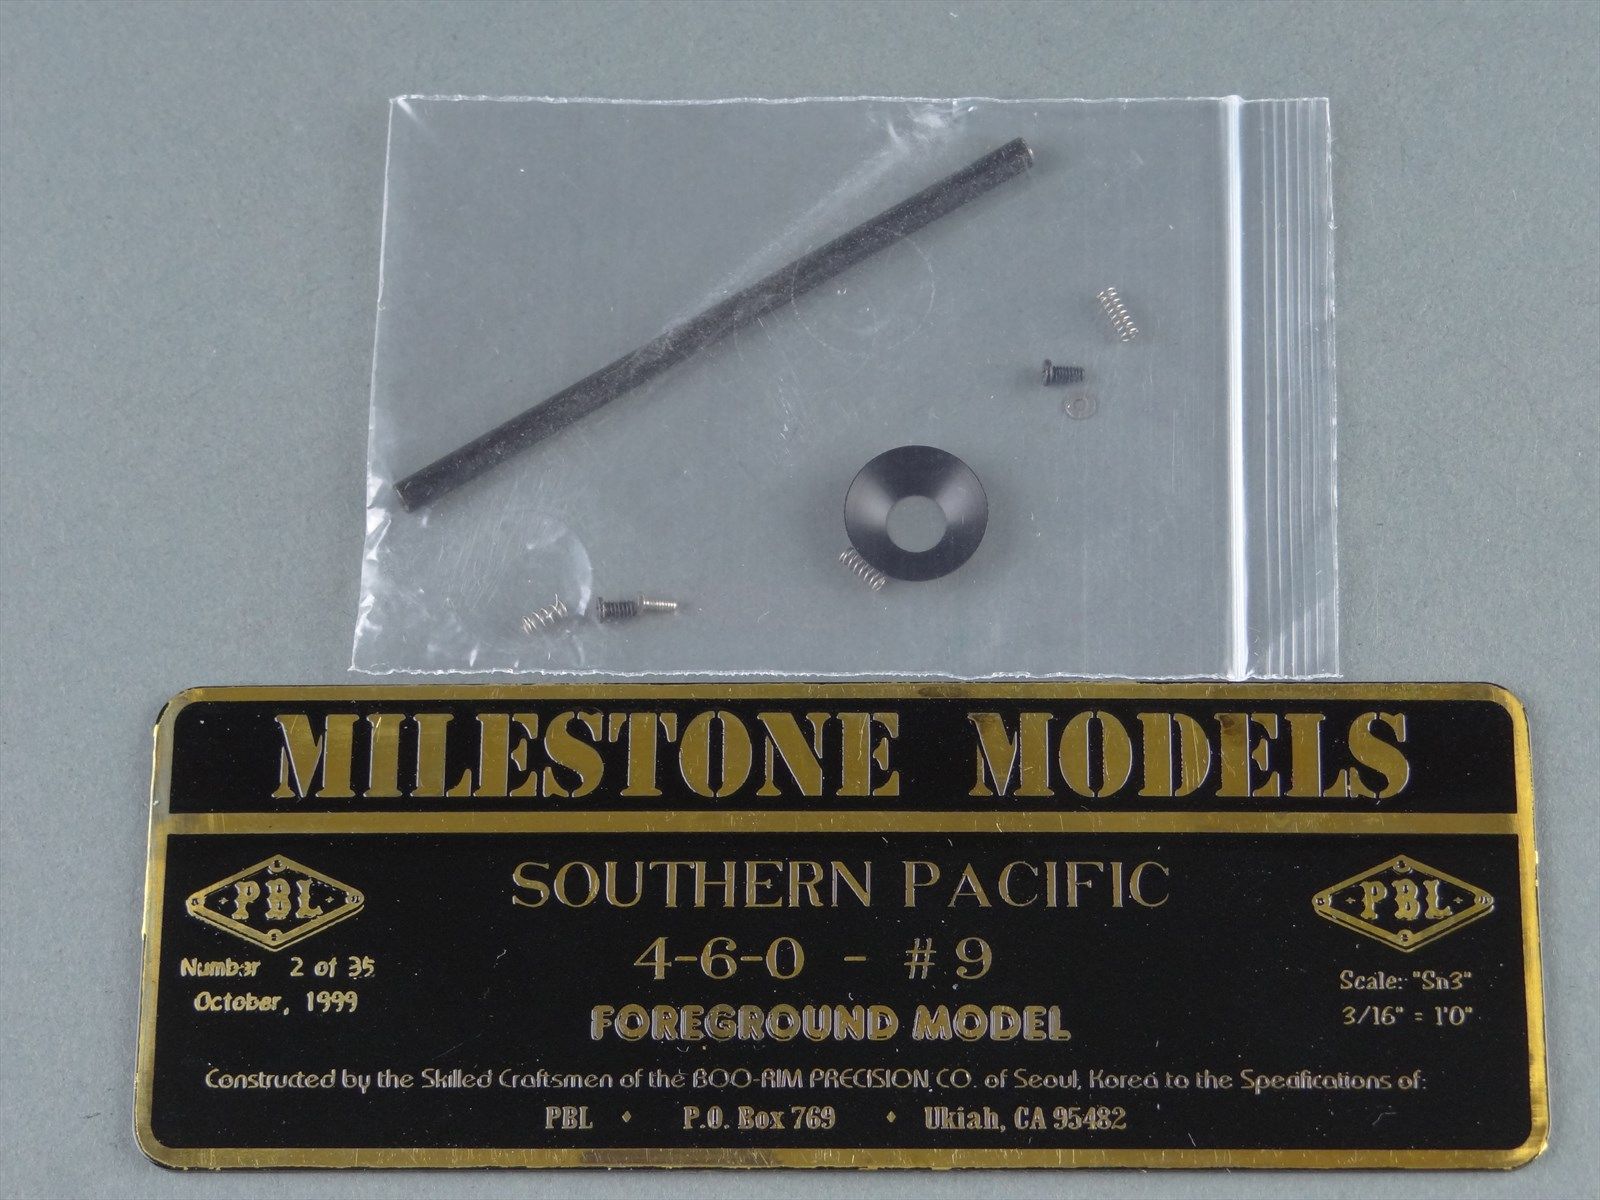 MILESTONE MODELS
PBL
SOUTHERN PACIFIC
PBL
4-6-0 - #9
Number 2 of 35
October, 1999
Scale: "Sn3"
3/16" = 1'0"
FOREGROUND MODEL
Constructed by the Skilled Craftsmen of the BOO-RIM PRECISION CO. of Seoul, Korea to the Specifications of:
PBL • P.O. Box 769 • Ukiah, CA 95482